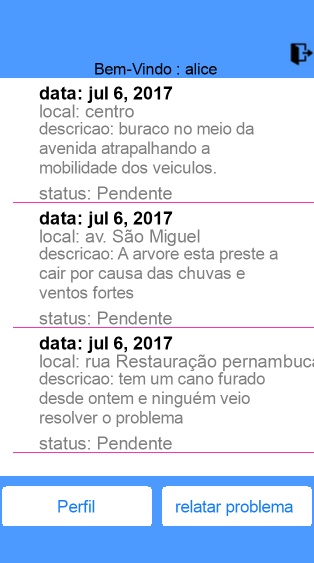 Bem-Vindo : alice
data: jul 6, 2017
local: centro
descricao: buraco no meio da
avenida atrapalhando a
mobilidade dos veiculos.
status: Pendente
data: jul 6, 2017
local: av. São Miguel
descricao: A arvore esta preste a
cair por causa das chuvas e
ventos fortes
status: Pendente
data: jul 6, 2017
local: rua Restauração pernambuca
descricao: tem um cano furado
desde ontem e ninguém veio
resolver o problema
status: Pendente
Perfil
relatar problema